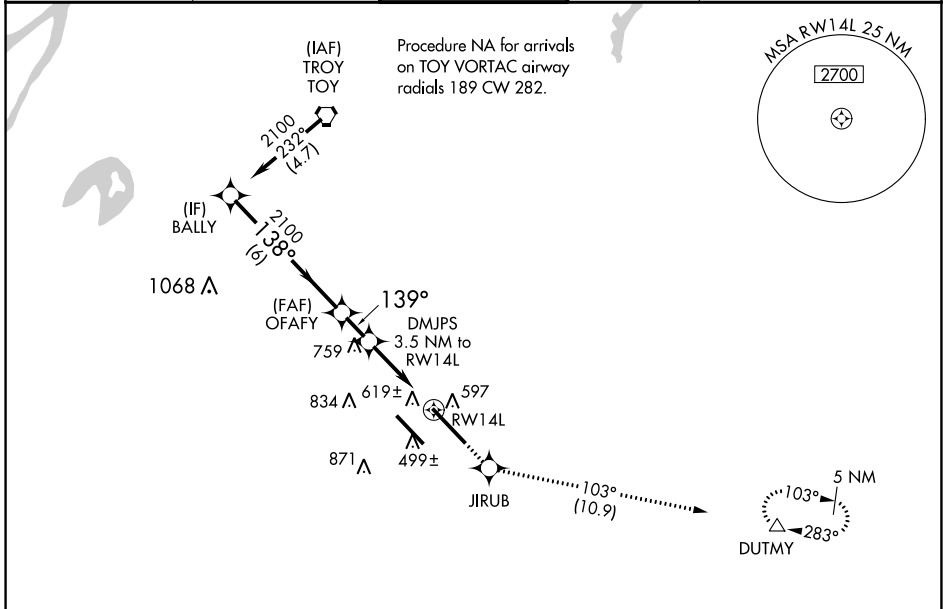 (IAF)
TROY
TOY
Procedure NA for arrivals
on TOY VORTAC airway
radials 189 CW 282.
MSA RW14L 25 NM
2700
2100
232°
(4.7)
(IF)
BALLY
2100
138°
(6)
1068
(FAF)
OFAFY
139°
DMJPS
3.5 NM to
RW14L
759
834
619±
597
RW14L
871
499±
JIRUB
103°
(10.9)
5 NM
103°
283°
DUTMY